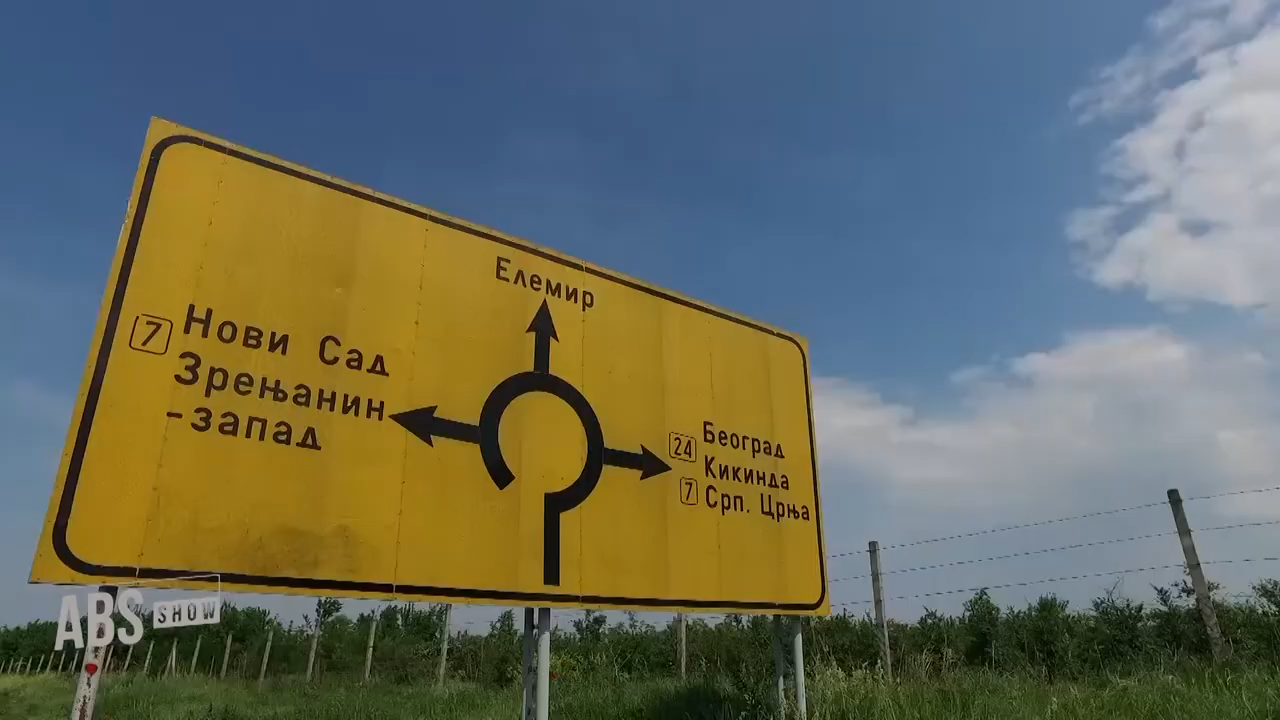 Елемир
7 Нови Сад
Зрењанин
-запад
24 Београд
Кикинда
7 Срп. Црња
ABS SHOW